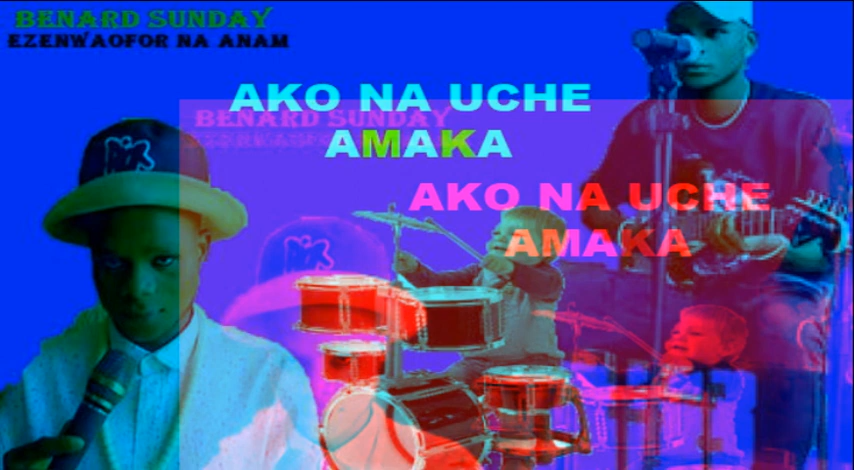 BENARD SUNDAY
EZENWAOFOR NA ANAM
AKO NA UCHE
AMAKA
BENARD SUNDAY
AKO NA UCHE
AMAKA